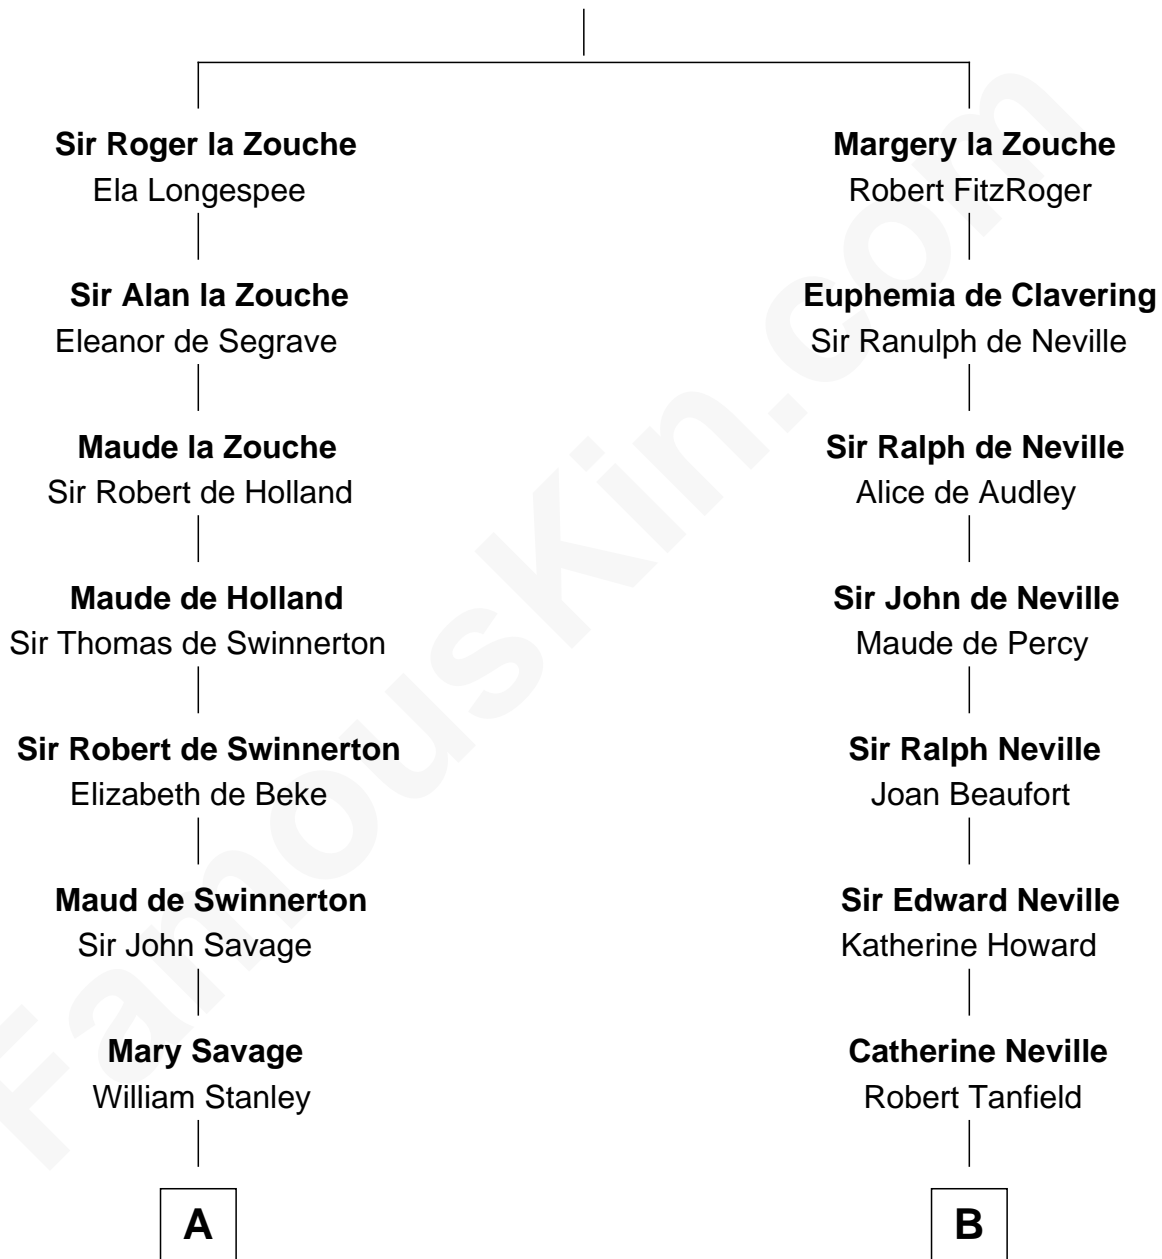 Sir Roger la Zouche
Ela Longespee
Sir Alan la Zouche
Eleanor de Segrave
Maude la Zouche
Sir Robert de Holland
Maude de Holland
Sir Thomas de Swinnerton
Sir Robert de Swinnerton
Elizabeth de Beke
Maud de Swinnerton
Sir John Savage
Mary Savage
William Stanley
A
Margery la Zouche
Robert FitzRoger
Euphemia de Clavering
Sir Ranulph de Neville
Sir Ralph de Neville
Alice de Audley
Sir John de Neville
Maude de Percy
Sir Ralph Neville
Joan Beaufort
Sir Edward Neville
Katherine Howard
Catherine Neville
Robert Tanfield
B
FamousKin.com